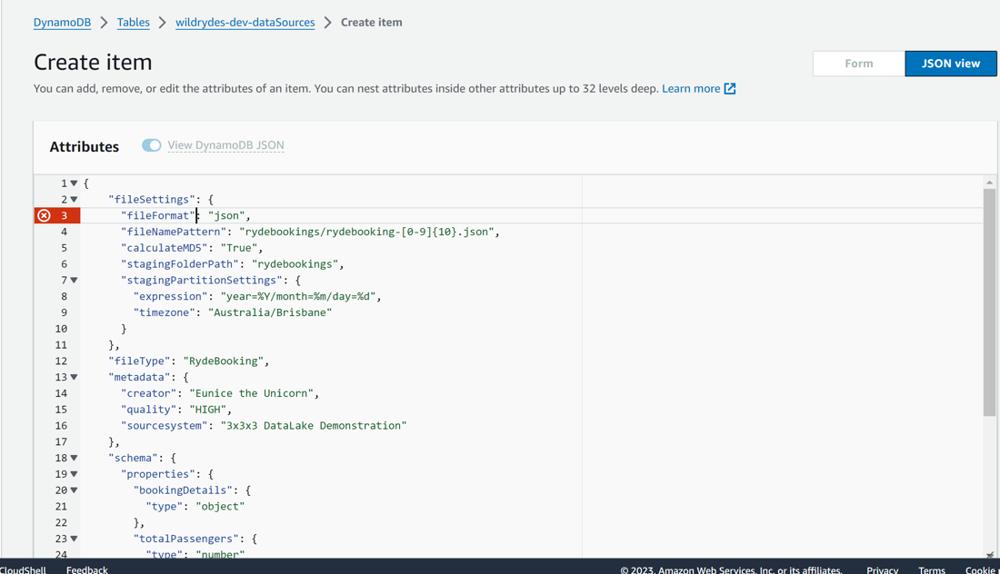 DynamoDB > Tables > wildrydes-dev-dataSources > Create item
Create item
Form JSON view
You can add, remove, or edit the attributes of an item. You can nest attributes inside other attributes up to 32 levels deep. Learn more
Attributes View DynamoDB JSON
1 {
2 "fileSettings": {
3 "fileFormat": "json",
4 "fileNamePattern": "rydebookings/rydebooking-[0-9]{10}.json",
5 "calculateMD5": "True",
6 "stagingFolderPath": "rydebookings",
7 "stagingPartitionSettings": {
8 "expression": "year=%Y/month=%m/day=%d",
9 "timezone": "Australia/Brisbane"
10 }
11 },
12 "fileType": "RydeBooking",
13 "metadata": {
14 "creator": "Eunice the Unicorn",
15 "quality": "HIGH",
16 "sourcesystem": "3x3x3 DataLake Demonstration"
17 },
18 "schema": {
19 "properties": {
20 "bookingDetails": {
21 "type": "object"
22 },
23 "totalPassengers": {
24 "type": "number"
CloudShell Feedback © 2023, Amazon Web Services, Inc. or its affiliates. Privacy Terms Cookie